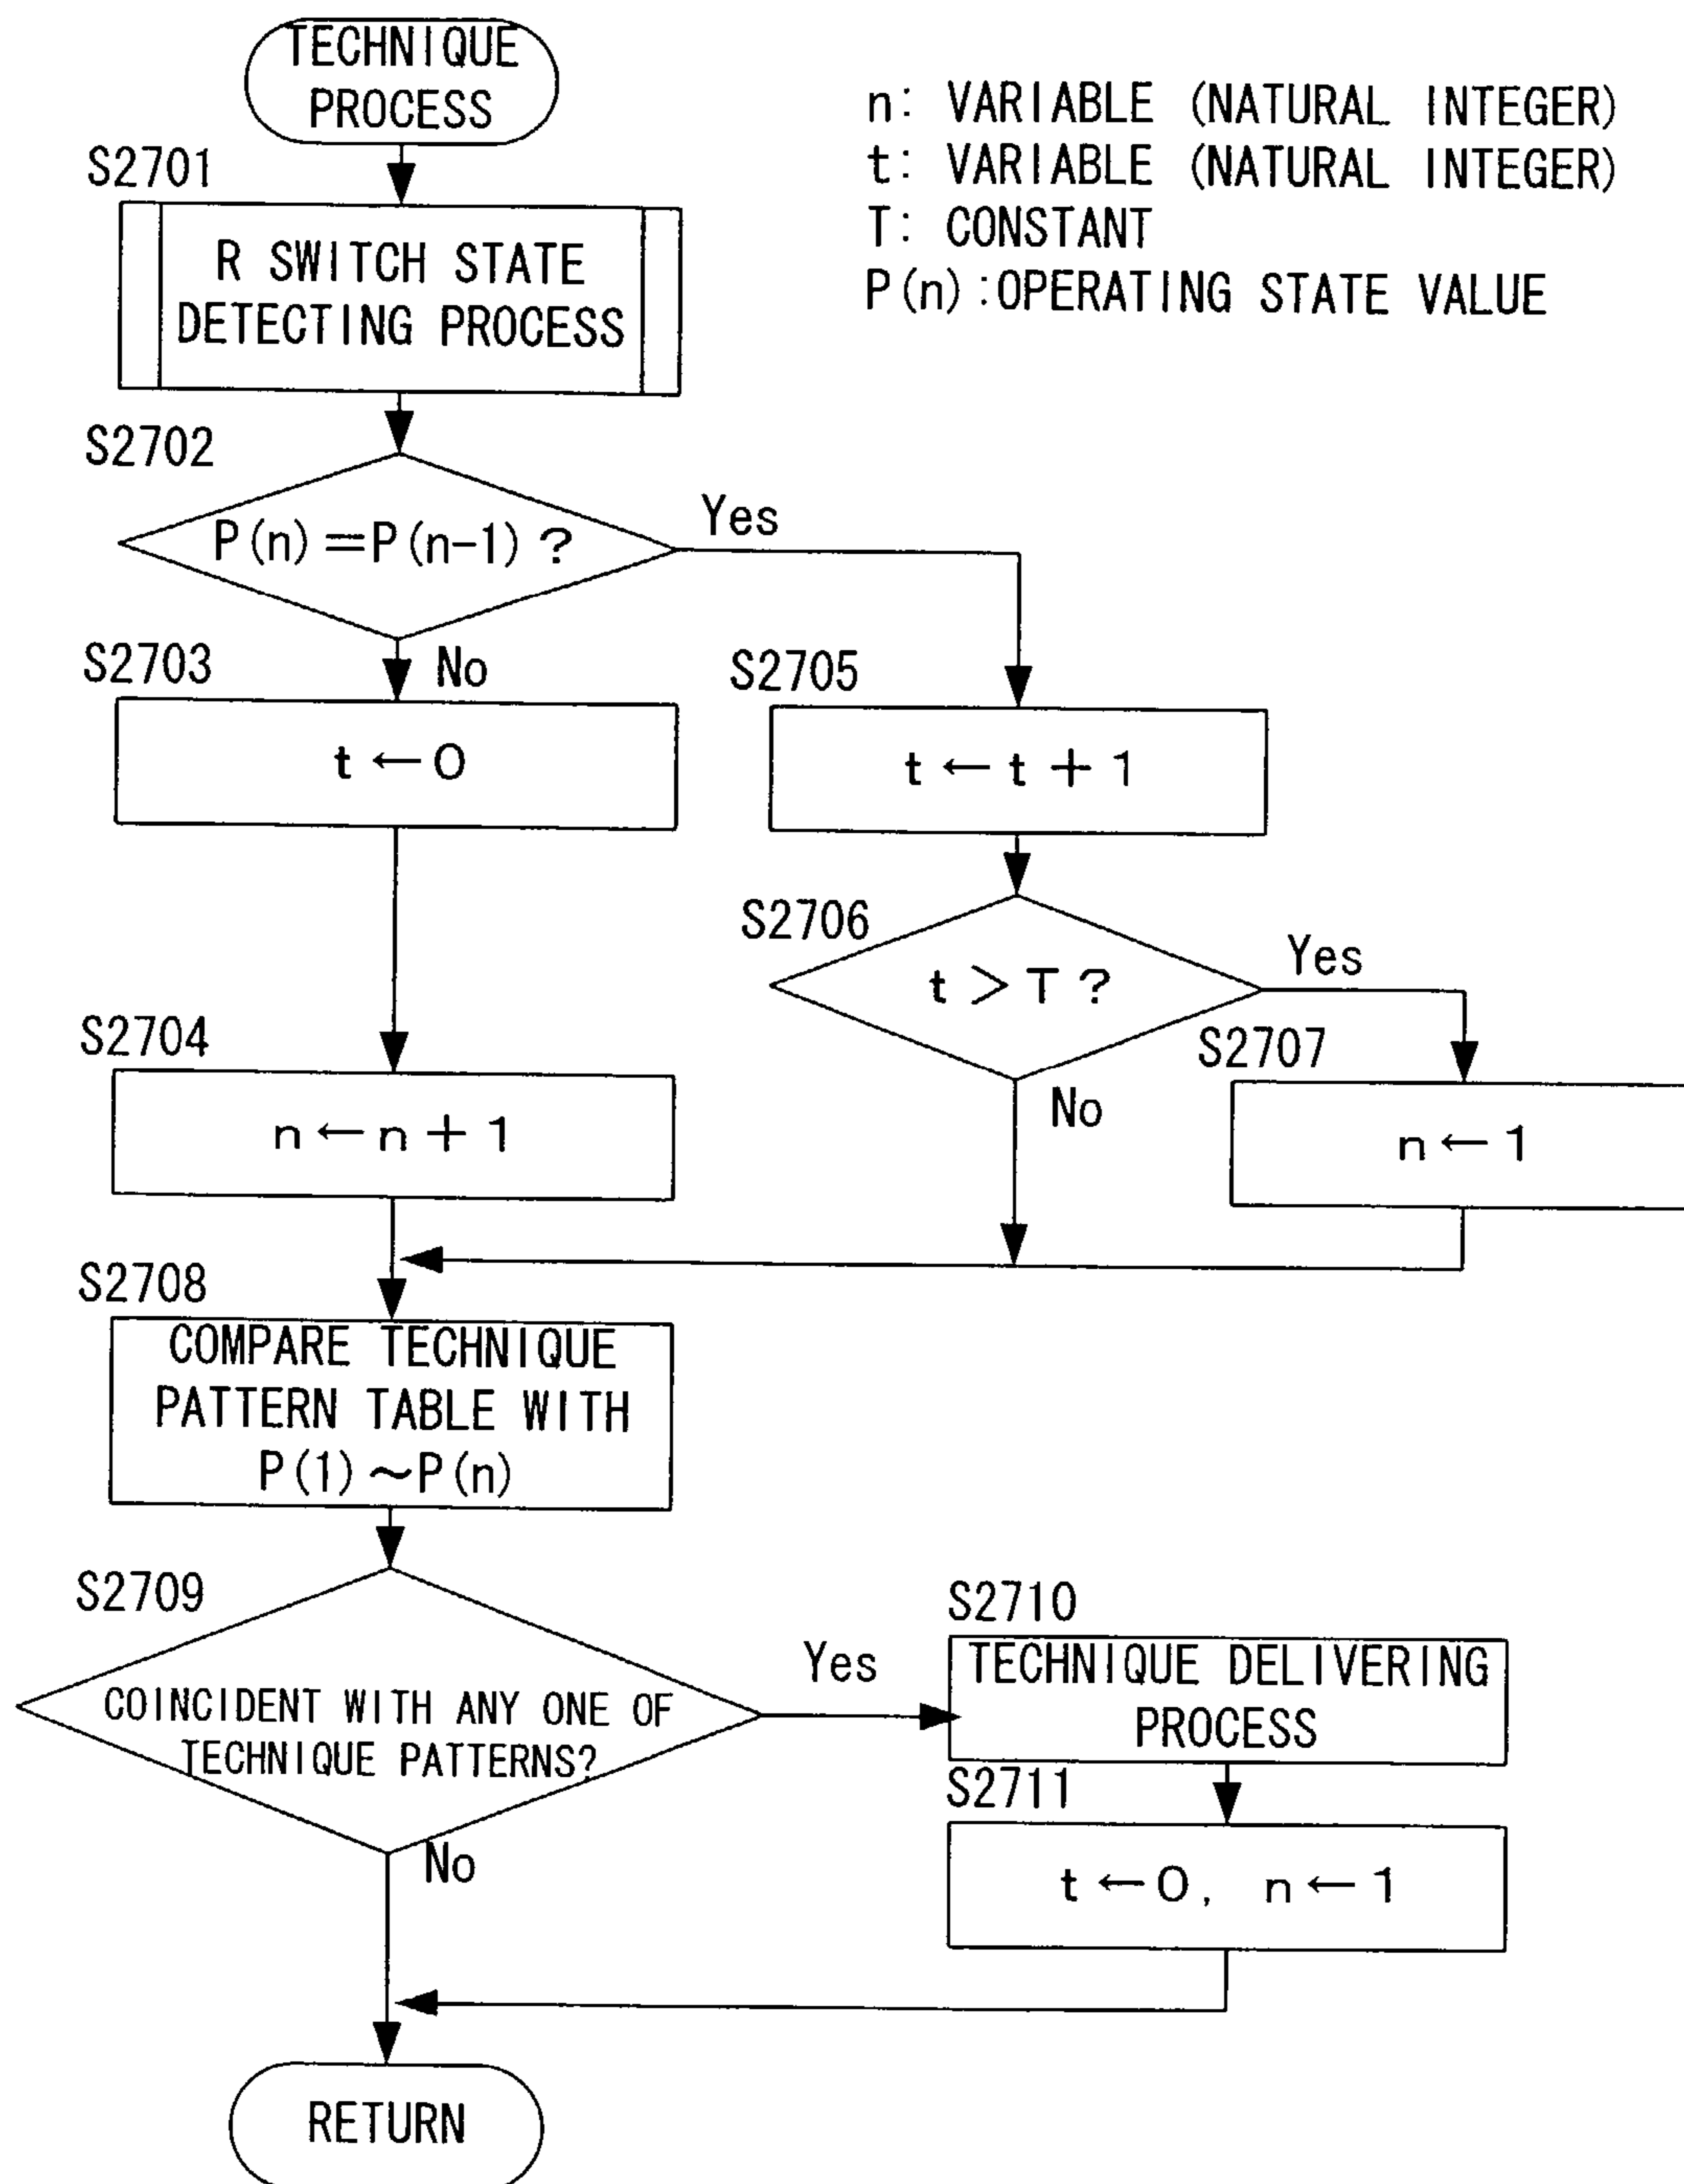 TECHNIQUE
PROCESS
n: VARIABLE (NATURAL INTEGER)
t: VARIABLE (NATURAL INTEGER)
T: CONSTANT
P(n):OPERATING STATE VALUE
S2701
R SWITCH STATE
DETECTING PROCESS
S2702
P(n)=P(n-1)?
Yes
No
S2703
t←0
S2705
t←t+1
S2706
t>T?
Yes
No
S2704
n←n+1
S2707
n←1
S2708
COMPARE TECHNIQUE
PATTERN TABLE WITH
P(1)~P(n)
S2709
COINCIDENT WITH ANY ONE OF
TECHNIQUE PATTERNS?
Yes
No
S2710
TECHNIQUE DELIVERING
PROCESS
S2711
t←0, n←1
RETURN